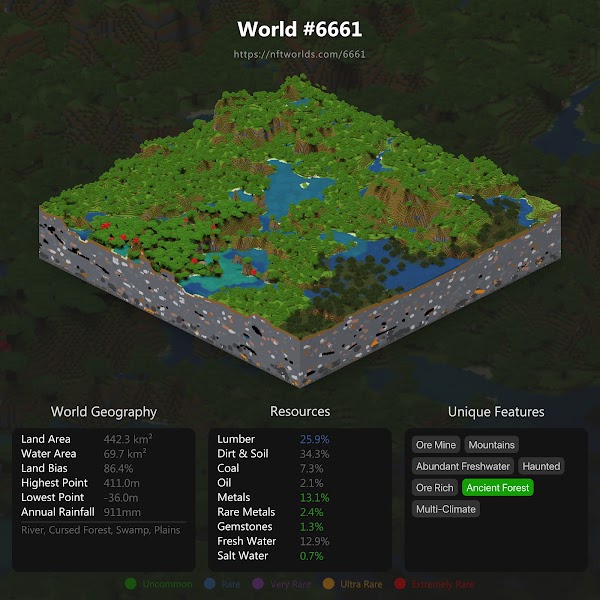 World #6661
https://nftworlds.com/6661
World Geography
Land Area 442.3 km²
Water Area 69.7 km²
Land Bias 86.4%
Highest Point 411.0m
Lowest Point -36.0m
Annual Rainfall 911mm
River, Cursed Forest, Swamp, Plains
Resources
Lumber 25.9%
Dirt & Soil 34.3%
Coal 7.3%
Oil 2.1%
Metals 13.1%
Rare Metals 2.4%
Gemstones 1.3%
Fresh Water 12.9%
Salt Water 0.7%
Unique Features
Ore Mine Mountains
Abundant Freshwater Haunted
Ore Rich Ancient Forest
Multi-Climate
Uncommon Rare Very Rare Ultra Rare Extremely Rare